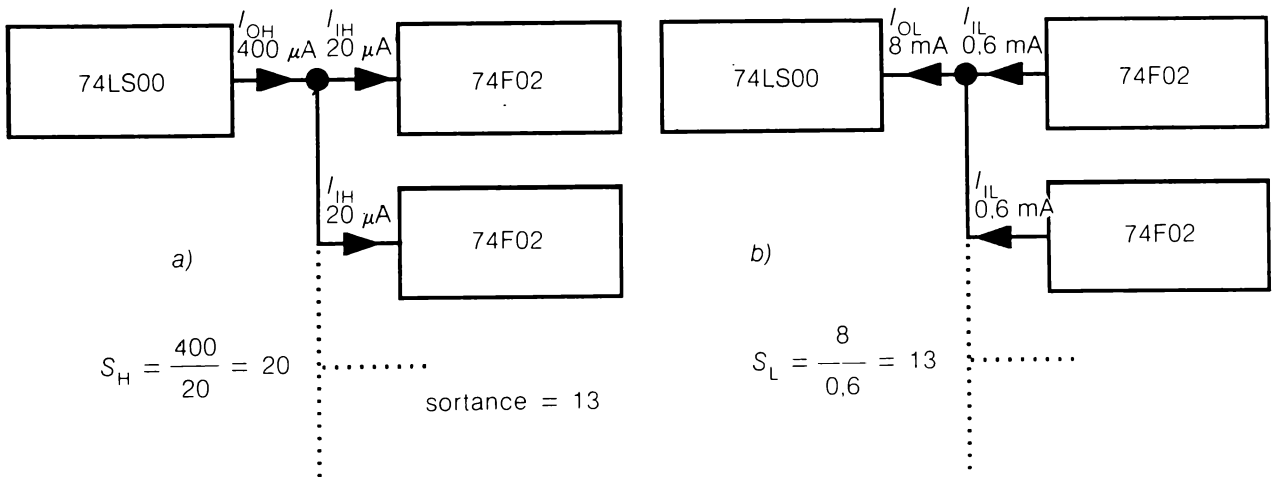 I_OH I_IH
400 μA 20 μA
74LS00
74F02
I_IH
20 μA
74F02
a)
S_H = 400/20 = 20
sortance = 13
I_OL I_IL
8 mA 0,6 mA
74LS00
74F02
I_IL
0,6 mA
74F02
b)
S_L = 8/0,6 = 13